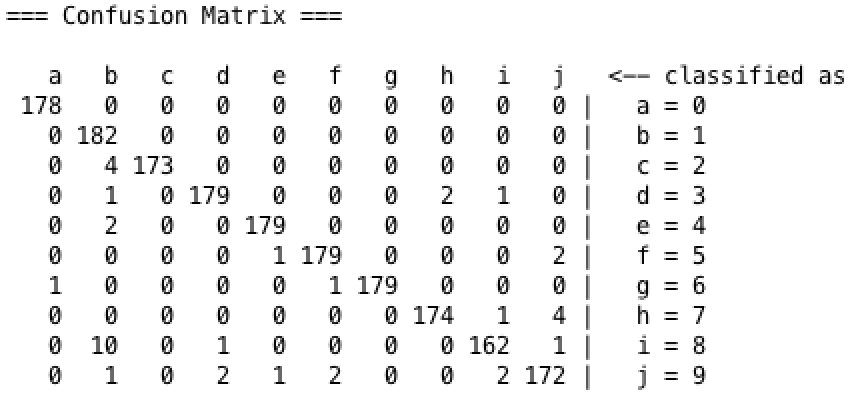 === Confusion Matrix ===
a b c d e f g h i j <-- classified as
178 0 0 0 0 0 0 0 0 0 | a = 0
0 182 0 0 0 0 0 0 0 0 | b = 1
0 4 173 0 0 0 0 0 0 0 | c = 2
0 1 0 179 0 0 0 2 1 0 | d = 3
0 2 0 0 179 0 0 0 0 0 | e = 4
0 0 0 0 1 179 0 0 0 2 | f = 5
1 0 0 0 0 1 179 0 0 0 | g = 6
0 0 0 0 0 0 0 174 1 4 | h = 7
0 10 0 1 0 0 0 0 162 1 | i = 8
0 1 0 2 1 2 0 0 2 172 | j = 9